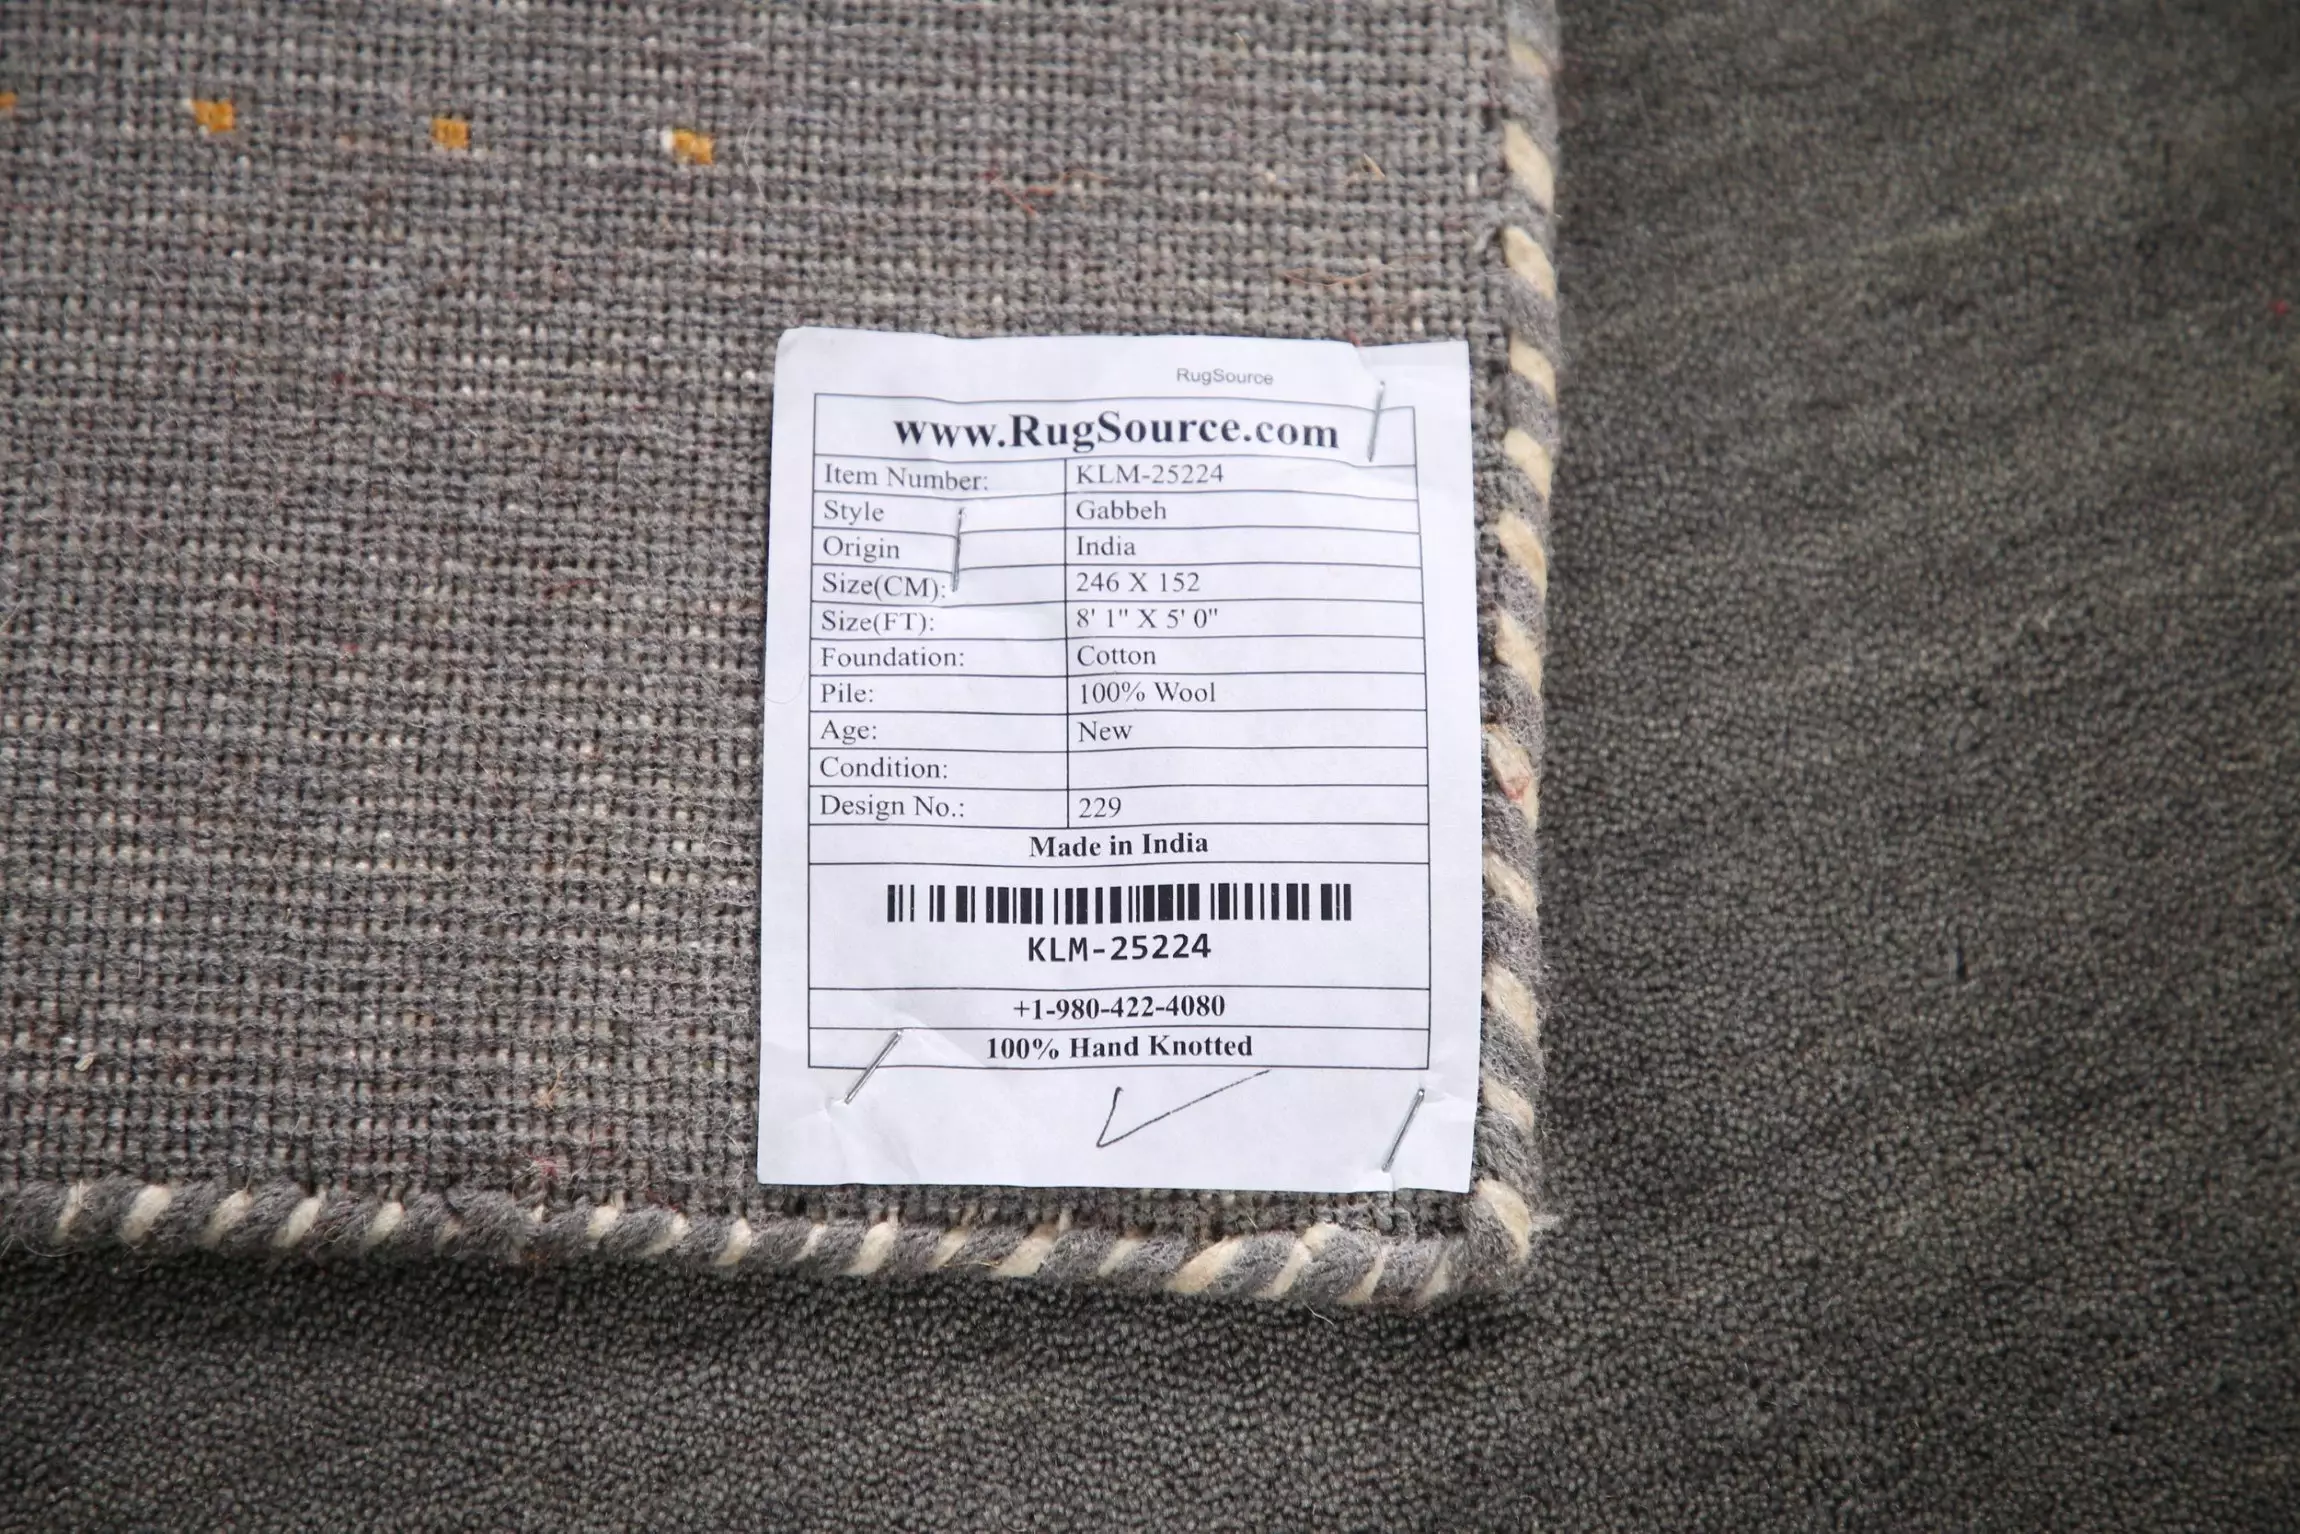 RugSource
www.RugSource.com
Item Number: KLM-25224
Style Gabbeh
Origin India
Size(CM): 246 X 152
Size(FT): 8' 1" X 5' 0"
Foundation: Cotton
Pile: 100% Wool
Age: New
Condition:
Design No.: 229
Made in India
KLM-25224
+1-980-422-4080
100% Hand Knotted